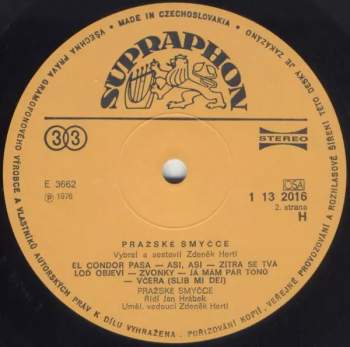 • MADE IN CZECHOSLOVAKIA •
VŠECHNA PRÁVA GRAMOFONOVÉHO VÝROBCE A VLASTNÍKŮ AUTORSKÝCH PRÁV K DÍLU VYHRAZENA. POŘIZOVÁNÍ KOPIÍ, VEŘEJNÉ PROVOZOVÁNÍ A ROZHLASOVÉ ŠÍŘENÍ TÉTO DESKY JE ZAKÁZÁNO
SUPRAPHON
33
STEREO
E 3662
℗ 1976
OSA
1 13 2016
2. strana
H
PRAŽSKÉ SMYČCE
Vybral a sestavil Zdeněk Hertl
EL CONDOR PASA — ASI, ASI — ZÍTRA SE TVÁ
LOĎ OBJEVÍ — ZVONKY — JÁ MÁM PÁR TÓNŮ
— VČERA (SLIB MI DEJ)
PRAŽSKÉ SMYČCE
Řídí Jan Hrábek
Uměl. vedoucí Zdeněk Hertl